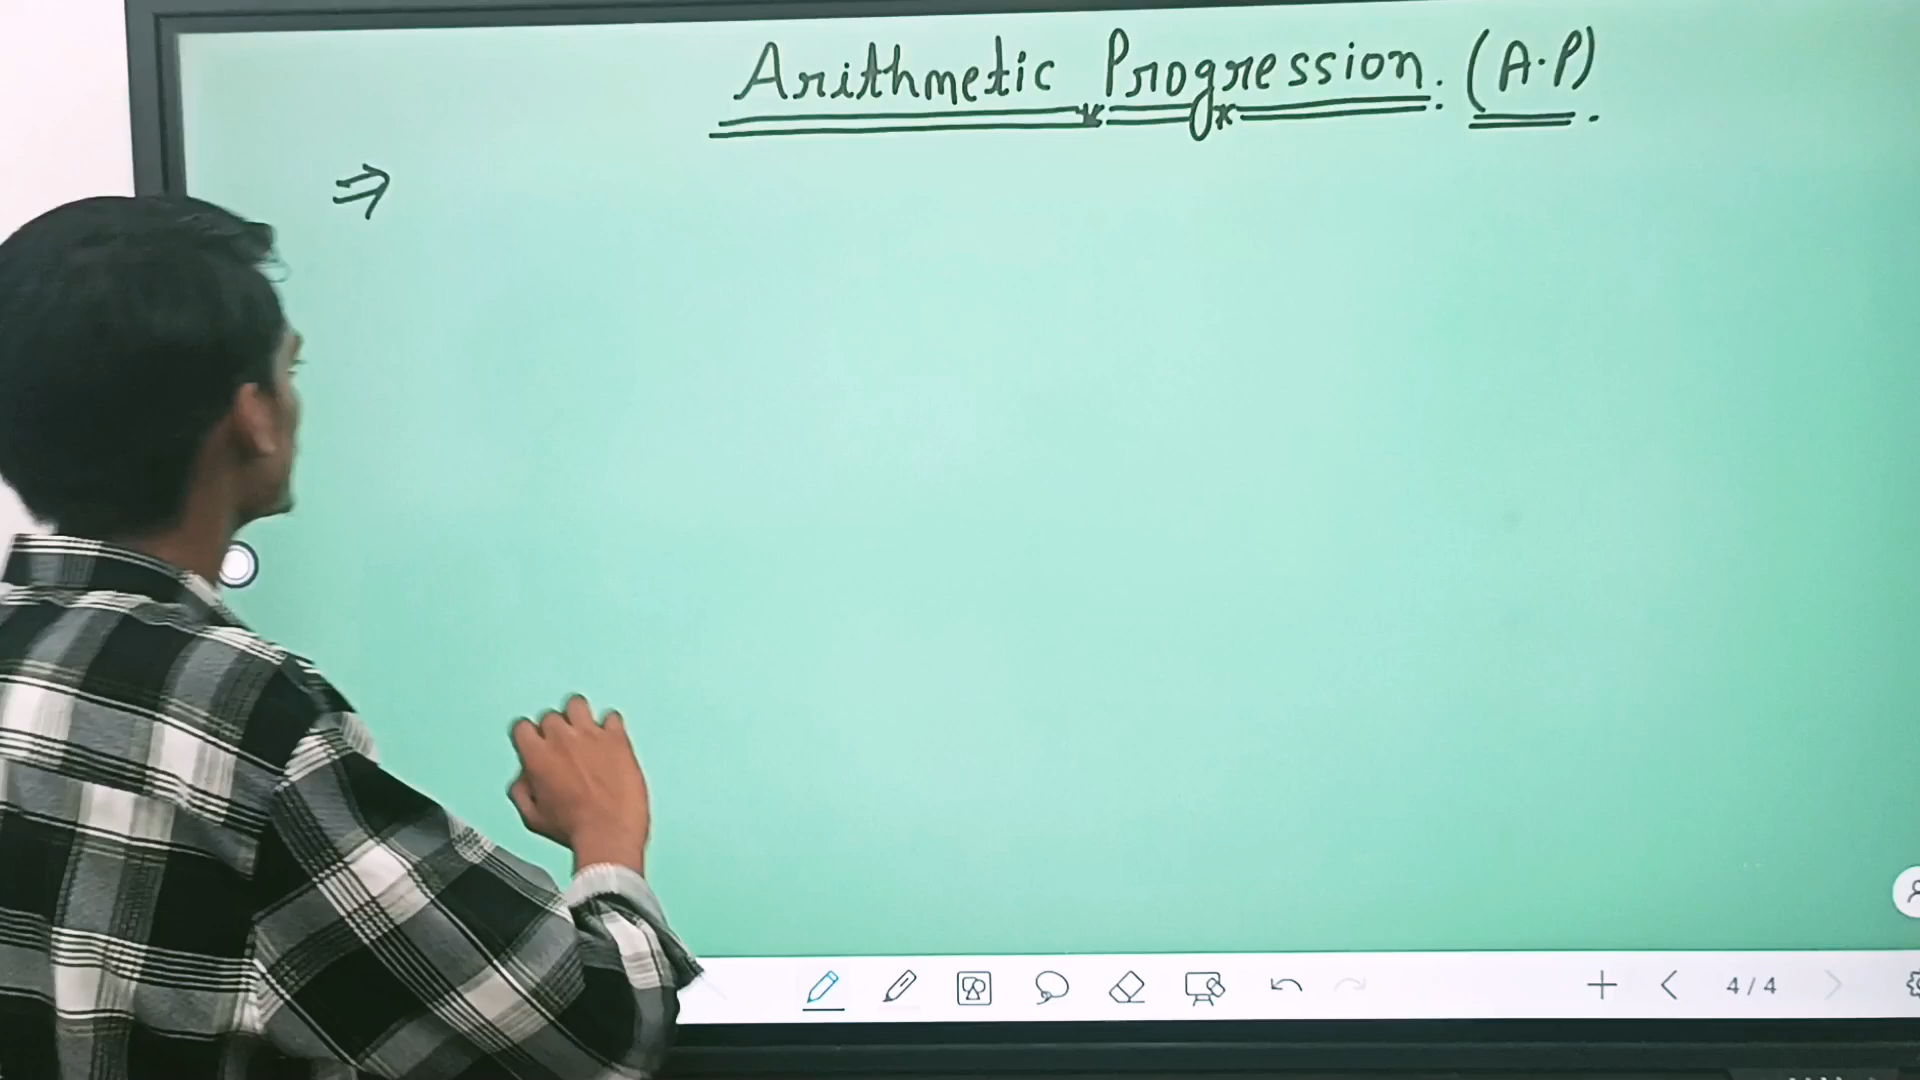 Arithmetic Progression : (A.P) .
⇒
4/4